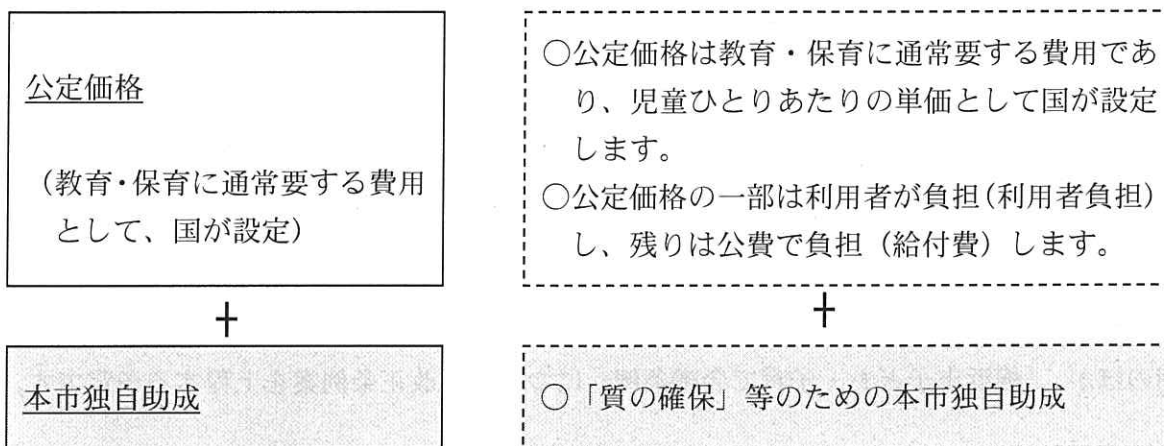 公定価格
（教育・保育に通常要する費用
として、国が設定）
＋
本市独自助成
○公定価格は教育・保育に通常要する費用であ
り、児童ひとりあたりの単価として国が設定
します。
○公定価格の一部は利用者が負担（利用者負担）
し、残りは公費で負担（給付費）します。
＋
○「質の確保」等のための本市独自助成